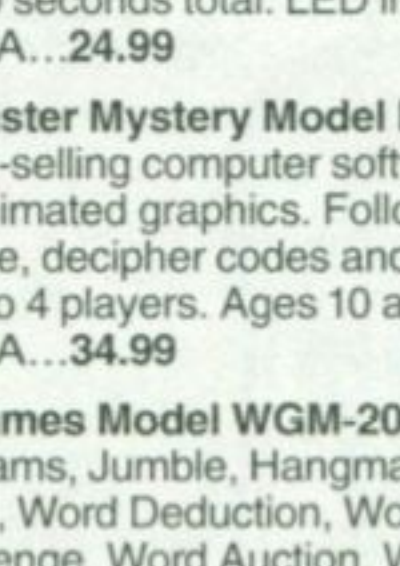 seconds total. LED
A...24.99
ster Mystery Model
-selling computer soft
imated graphics. Follo
e, decipher codes and
o 4 players. Ages 10 a
A...34.99
mes Model WGM-20
ams, Jumble, Hangma
, Word Deduction, Wo
enge, Word Auction, W